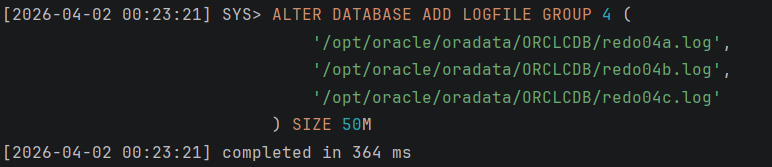 [2026-04-02 00:23:21] SYS> ALTER DATABASE ADD LOGFILE GROUP 4 (
'/opt/oracle/oradata/ORCLCDB/redo04a.log',
'/opt/oracle/oradata/ORCLCDB/redo04b.log',
'/opt/oracle/oradata/ORCLCDB/redo04c.log'
) SIZE 50M
[2026-04-02 00:23:21] completed in 364 ms